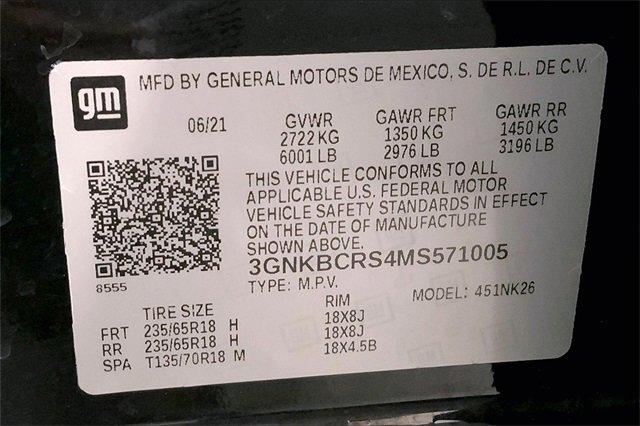 gm
MFD BY GENERAL MOTORS DE MEXICO, S. DE R.L. DE C.V.
06/21 GVWR GAWR FRT GAWR RR
2722 KG 1350 KG 1450 KG
6001 LB 2976 LB 3196 LB
THIS VEHICLE CONFORMS TO ALL
APPLICABLE U.S. FEDERAL MOTOR
VEHICLE SAFETY STANDARDS IN EFFECT
ON THE DATE OF MANUFACTURE
SHOWN ABOVE.
3GNKBCRS4MS571005
8555
TYPE: M.P.V. MODEL: 451NK26
TIRE SIZE RIM
FRT 235/65R18 H 18X8J
RR 235/65R18 H 18X8J
SPA T135/70R18 M 18X4.5B